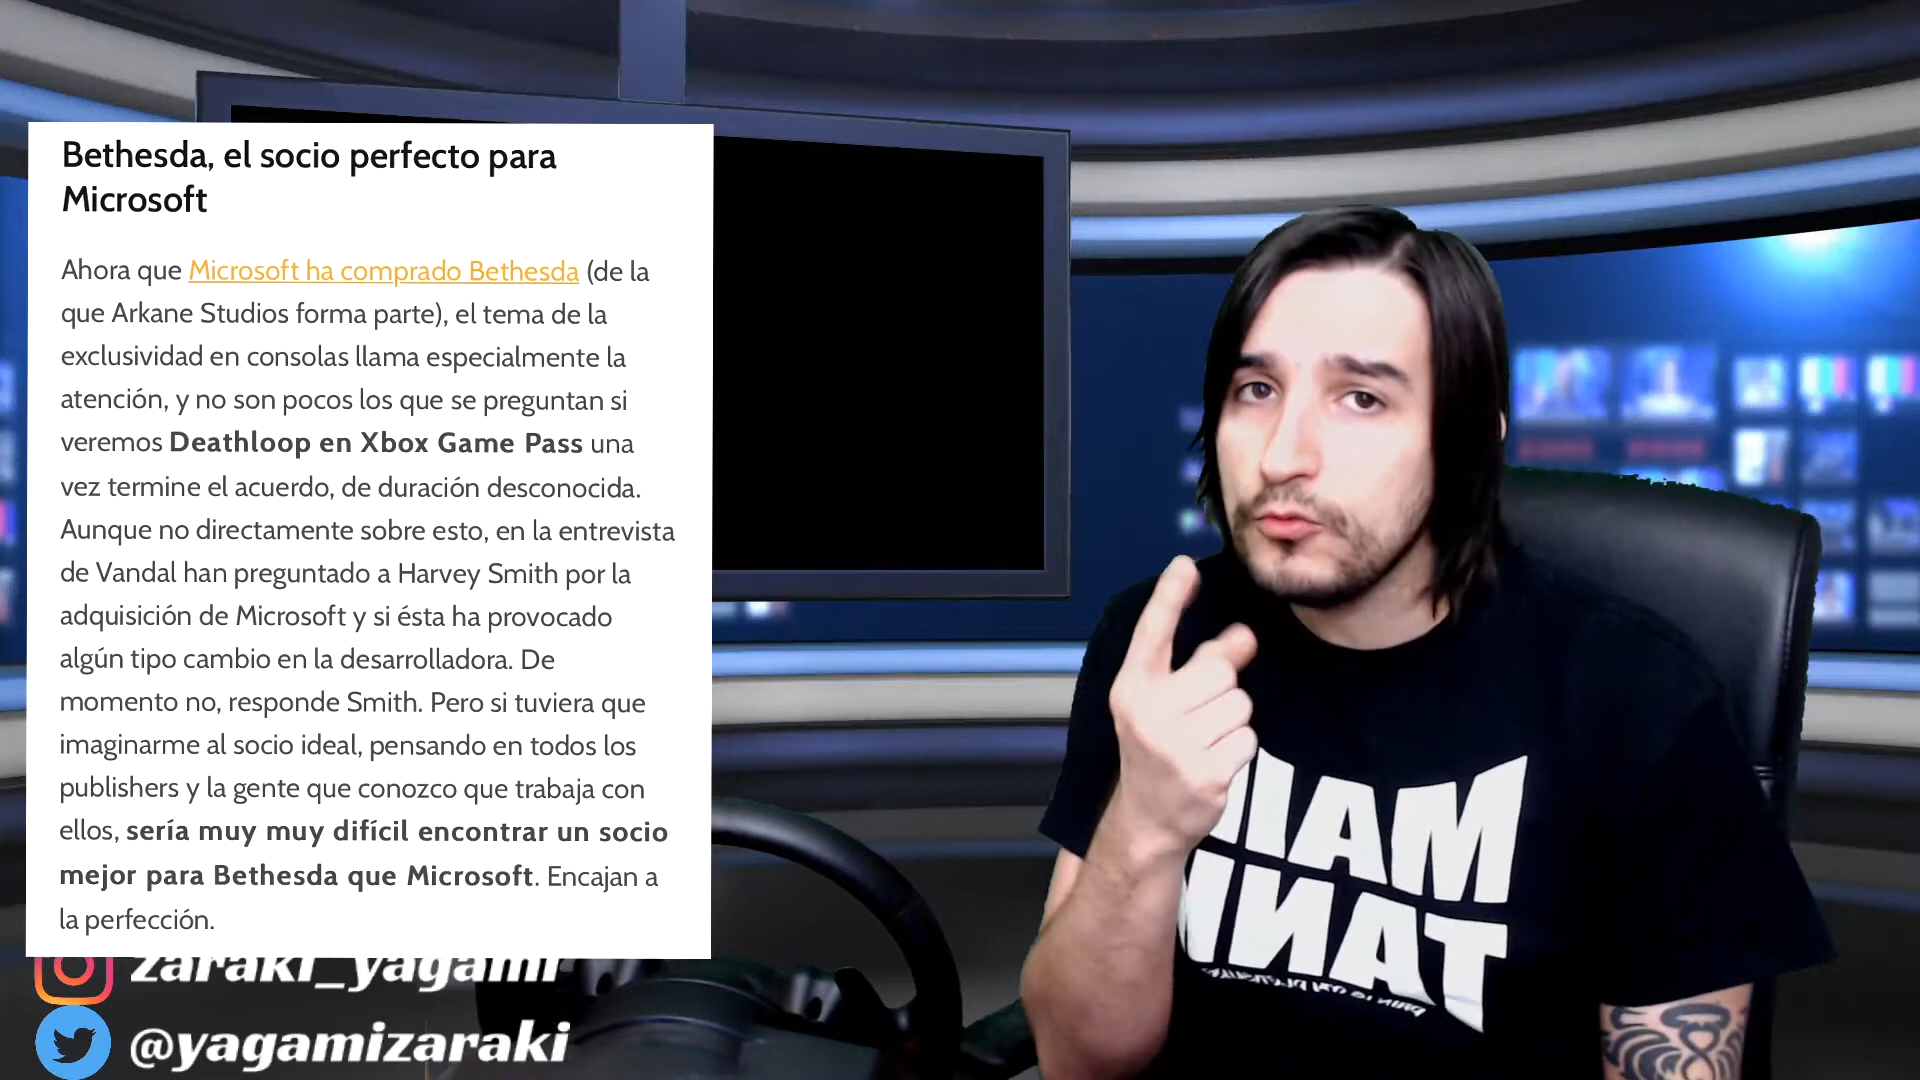 Bethesda, el socio perfecto para
Microsoft
Ahora que Microsoft ha comprado Bethesda (de la
que Arkane Studios forma parte), el tema de la
exclusividad en consolas llama especialmente la
atención, y no son pocos los que se preguntan si
veremos Deathloop en Xbox Game Pass una
vez termine el acuerdo, de duración desconocida.
Aunque no directamente sobre esto, en la entrevista
de Vandal han preguntado a Harvey Smith por la
adquisición de Microsoft y si ésta ha provocado
algún tipo cambio en la desarrolladora. De
momento no, responde Smith. Pero si tuviera que
imaginarme al socio ideal, pensando en todos los
publishers y la gente que conozco que trabaja con
ellos, sería muy muy difícil encontrar un socio
mejor para Bethesda que Microsoft. Encajan a
la perfección.
zaraki_yagami
@yagamizaraki